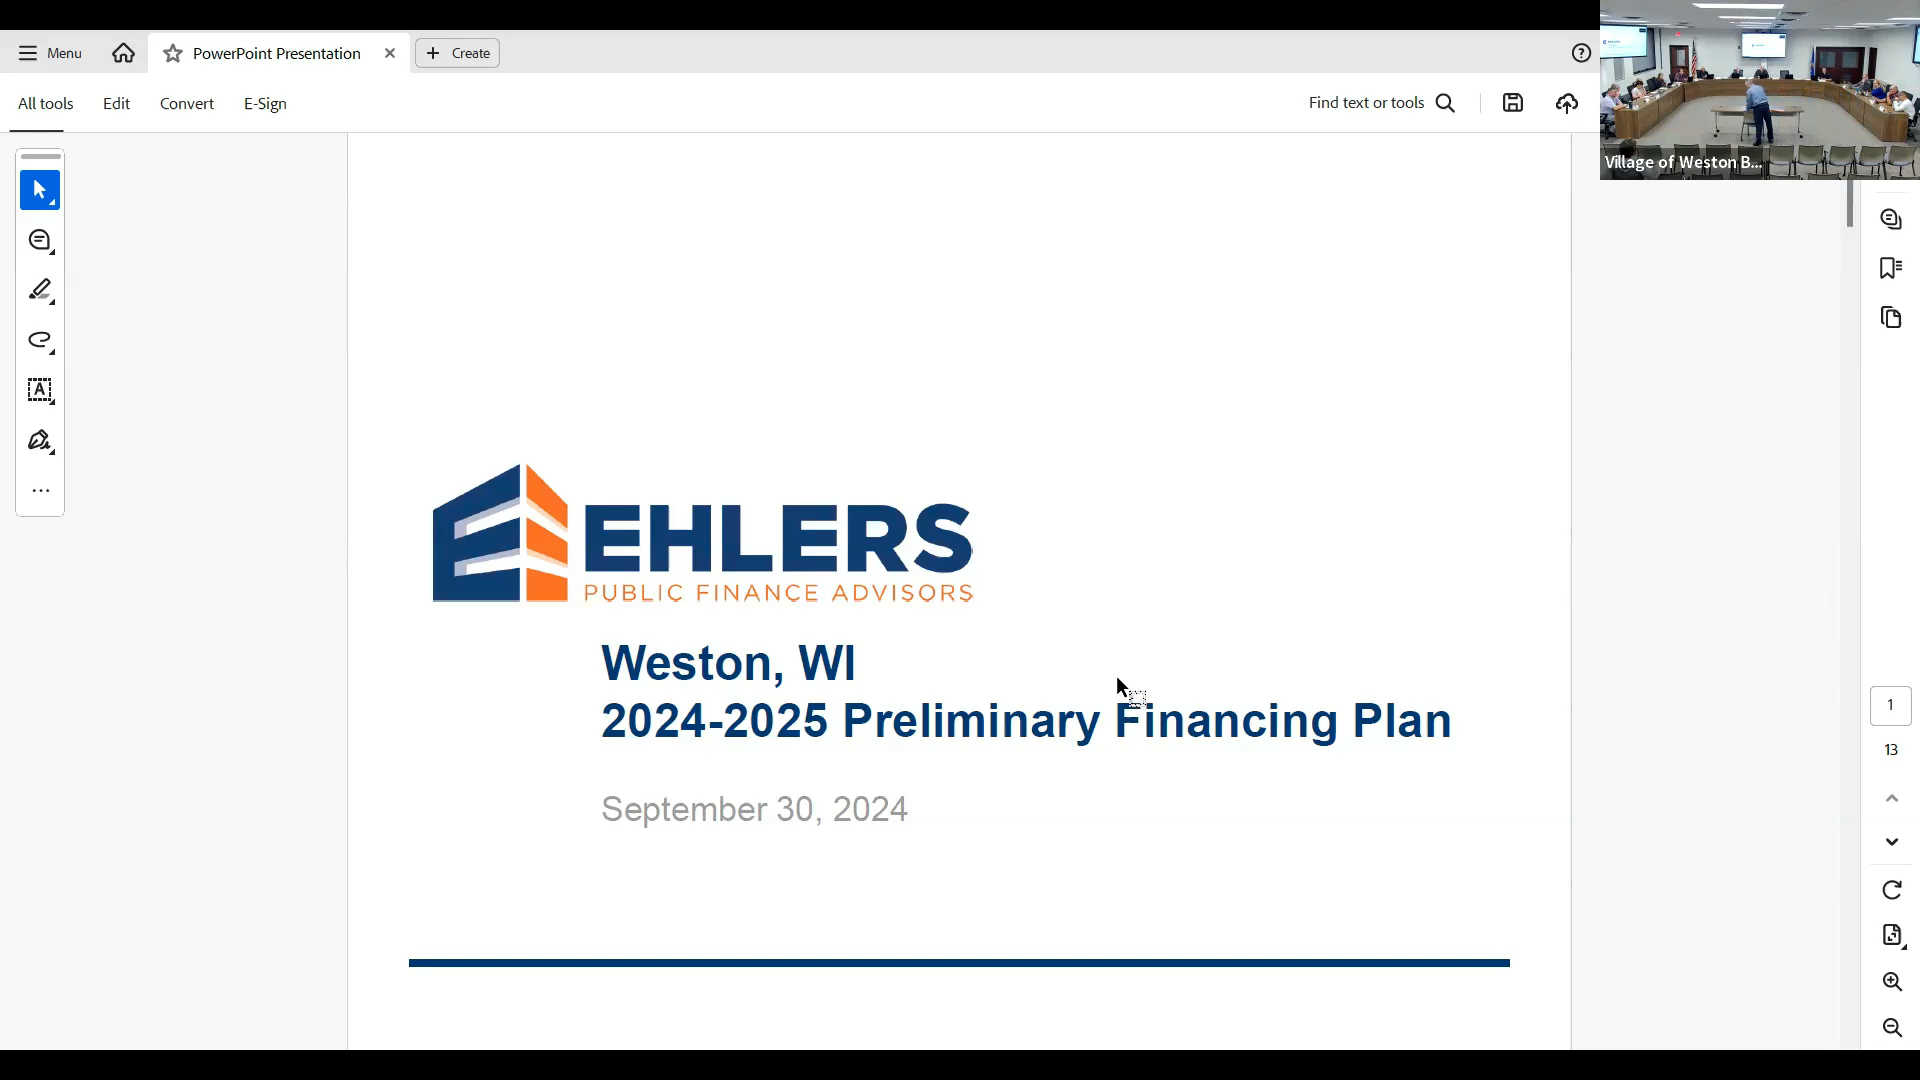 Menu
PowerPoint Presentation
Create
All tools
Edit
Convert
E-Sign
Find text or tools
Village of Weston B...
EHLERS
PUBLIC FINANCE ADVISORS
Weston, WI
2024-2025 Preliminary Financing Plan
September 30, 2024
1
13